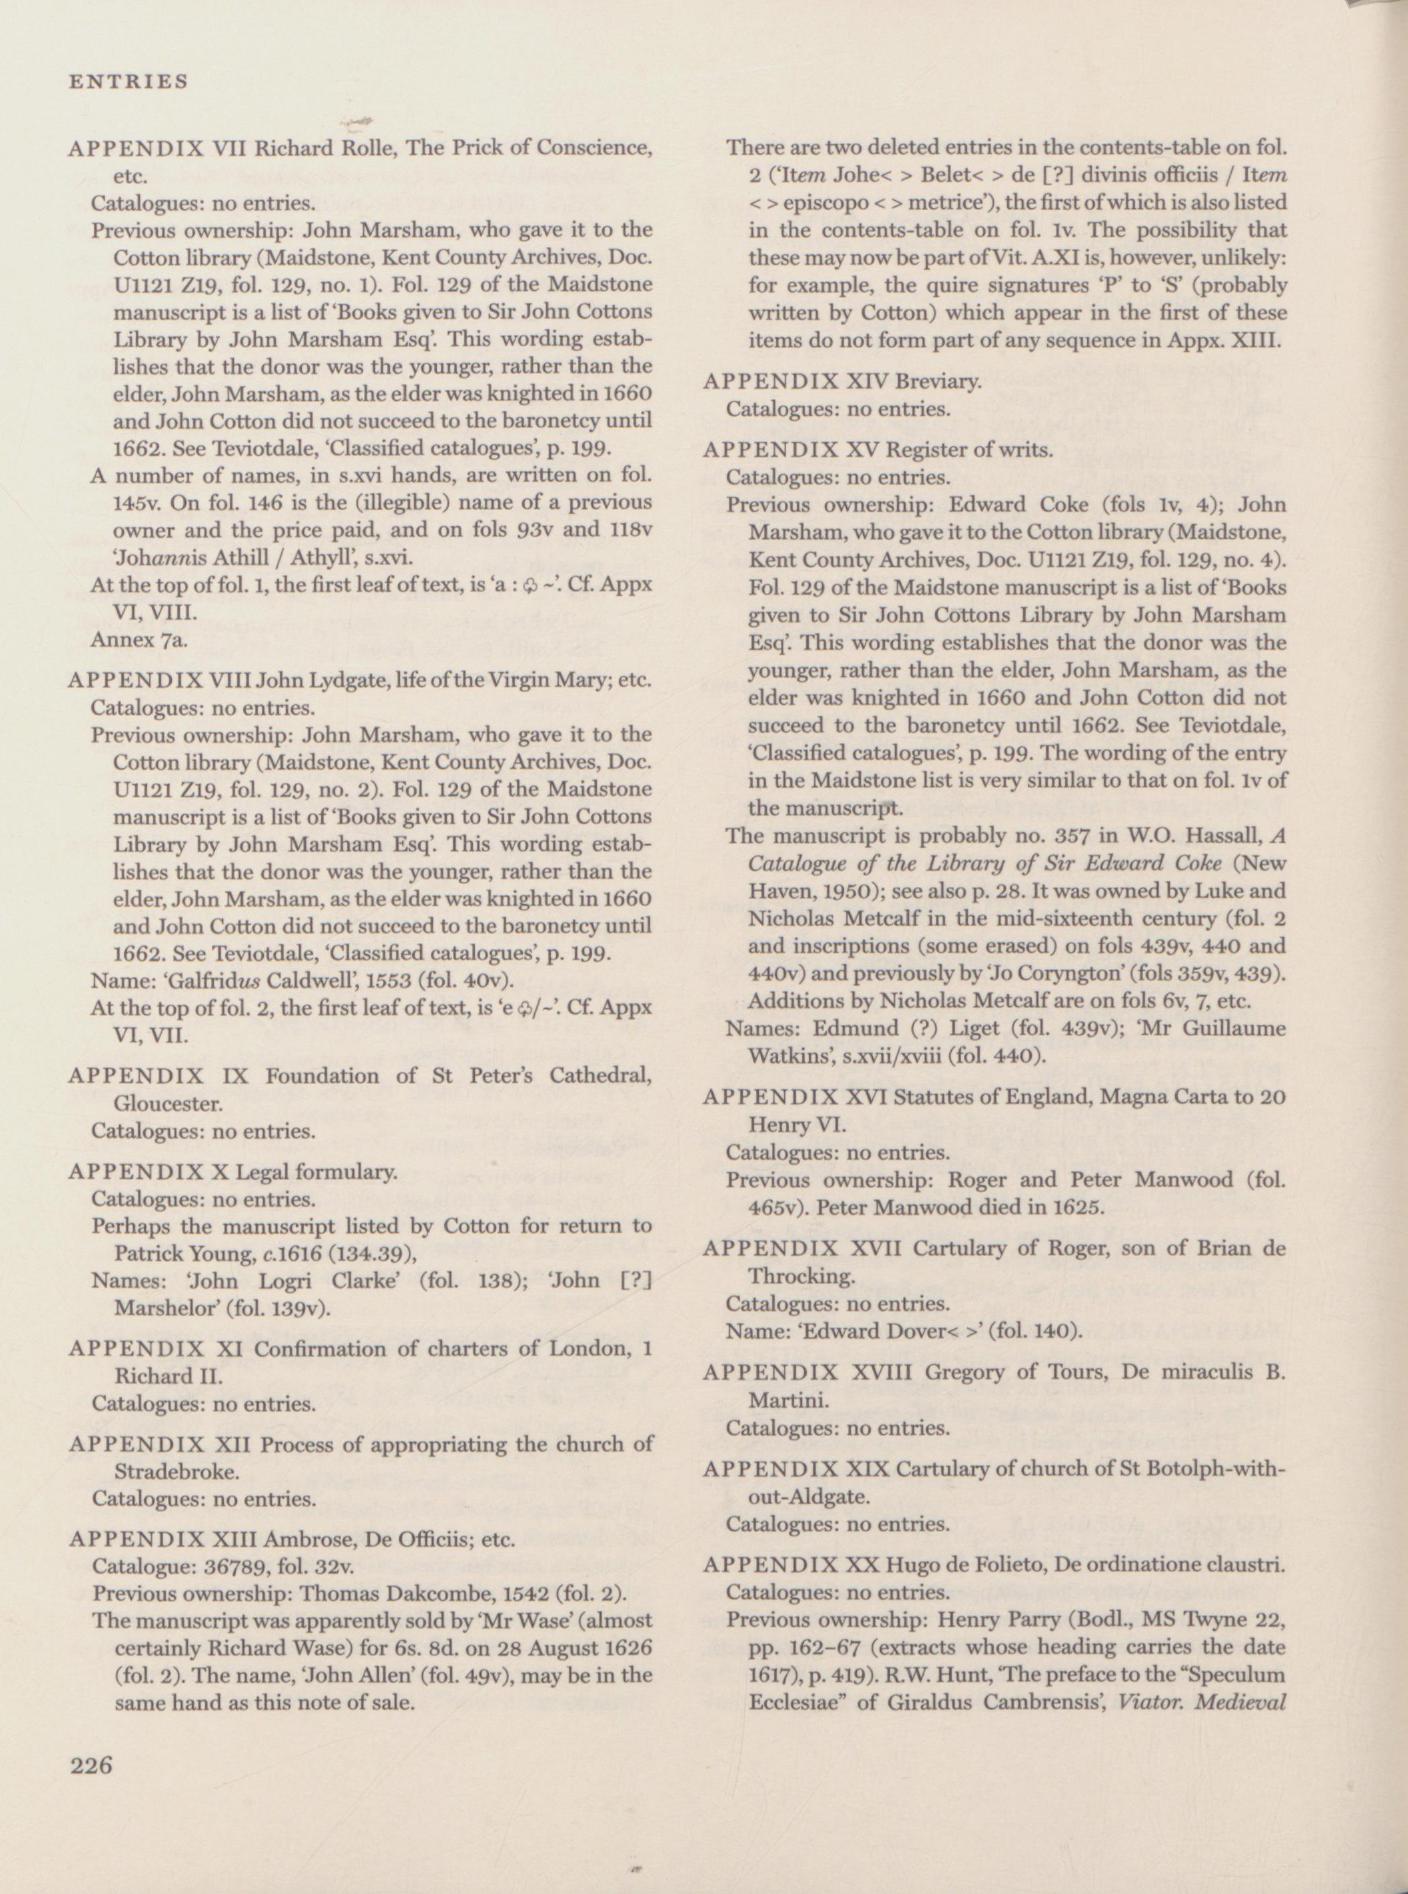 ENTRIES
APPENDIX VII Richard Rolle, The Prick of Conscience,
etc.
Catalogues: no entries.
Previous ownership: John Marsham, who gave it to the
Cotton library (Maidstone, Kent County Archives, Doc.
U1121 Z19, fol. 129, no. 1). Fol. 129 of the Maidstone
manuscript is a list of ‘Books given to Sir John Cottons
Library by John Marsham Esq’. This wording estab-
lishes that the donor was the younger, rather than the
elder, John Marsham, as the elder was knighted in 1660
and John Cotton did not succeed to the baronetcy until
1662. See Teviotdale, ‘Classified catalogues’, p. 199.
A number of names, in s.xvi hands, are written on fol.
145v. On fol. 146 is the (illegible) name of a previous
owner and the price paid, and on fols 93v and 118v
‘Johannis Athill / Athyll’, s.xvi.
At the top of fol. 1, the first leaf of text, is ‘a : ♧ ~’. Cf. Appx
VI, VIII.
Annex 7a.
APPENDIX VIII John Lydgate, life of the Virgin Mary; etc.
Catalogues: no entries.
Previous ownership: John Marsham, who gave it to the
Cotton library (Maidstone, Kent County Archives, Doc.
U1121 Z19, fol. 129, no. 2). Fol. 129 of the Maidstone
manuscript is a list of ‘Books given to Sir John Cottons
Library by John Marsham Esq’. This wording estab-
lishes that the donor was the younger, rather than the
elder, John Marsham, as the elder was knighted in 1660
and John Cotton did not succeed to the baronetcy until
1662. See Teviotdale, ‘Classified catalogues’, p. 199.
Name: ‘Galfridus Caldwell’, 1553 (fol. 40v).
At the top of fol. 2, the first leaf of text, is ‘e ♧/~’. Cf. Appx
VI, VII.
APPENDIX IX Foundation of St Peter’s Cathedral,
Gloucester.
Catalogues: no entries.
APPENDIX X Legal formulary.
Catalogues: no entries.
Perhaps the manuscript listed by Cotton for return to
Patrick Young, c.1616 (134.39),
Names: ‘John Logri Clarke’ (fol. 138); ‘John [?]
Marshelor’ (fol. 139v).
APPENDIX XI Confirmation of charters of London, 1
Richard II.
Catalogues: no entries.
APPENDIX XII Process of appropriating the church of
Stradebroke.
Catalogues: no entries.
APPENDIX XIII Ambrose, De Officiis; etc.
Catalogue: 36789, fol. 32v.
Previous ownership: Thomas Dakcombe, 1542 (fol. 2).
The manuscript was apparently sold by ‘Mr Wase’ (almost
certainly Richard Wase) for 6s. 8d. on 28 August 1626
(fol. 2). The name, ‘John Allen’ (fol. 49v), may be in the
same hand as this note of sale.
There are two deleted entries in the contents-table on fol.
2 (‘Item Johe< > Belet< > de [?] divinis officiis / Item
< > episcopo < > metrice’), the first of which is also listed
in the contents-table on fol. 1v. The possibility that
these may now be part of Vit. A.XI is, however, unlikely:
for example, the quire signatures ‘P’ to ‘S’ (probably
written by Cotton) which appear in the first of these
items do not form part of any sequence in Appx. XIII.
APPENDIX XIV Breviary.
Catalogues: no entries.
APPENDIX XV Register of writs.
Catalogues: no entries.
Previous ownership: Edward Coke (fols 1v, 4); John
Marsham, who gave it to the Cotton library (Maidstone,
Kent County Archives, Doc. U1121 Z19, fol. 129, no. 4).
Fol. 129 of the Maidstone manuscript is a list of ‘Books
given to Sir John Cottons Library by John Marsham
Esq’. This wording establishes that the donor was the
younger, rather than the elder, John Marsham, as the
elder was knighted in 1660 and John Cotton did not
succeed to the baronetcy until 1662. See Teviotdale,
‘Classified catalogues’, p. 199. The wording of the entry
in the Maidstone list is very similar to that on fol. 1v of
the manuscript.
The manuscript is probably no. 357 in W.O. Hassall, A
Catalogue of the Library of Sir Edward Coke (New
Haven, 1950); see also p. 28. It was owned by Luke and
Nicholas Metcalf in the mid-sixteenth century (fol. 2
and inscriptions (some erased) on fols 439v, 440 and
440v) and previously by ‘Jo Coryngton’ (fols 359v, 439).
Additions by Nicholas Metcalf are on fols 6v, 7, etc.
Names: Edmund (?) Liget (fol. 439v); ‘Mr Guillaume
Watkins’, s.xvii/xviii (fol. 440).
APPENDIX XVI Statutes of England, Magna Carta to 20
Henry VI.
Catalogues: no entries.
Previous ownership: Roger and Peter Manwood (fol.
465v). Peter Manwood died in 1625.
APPENDIX XVII Cartulary of Roger, son of Brian de
Throcking.
Catalogues: no entries.
Name: ‘Edward Dover< >’ (fol. 140).
APPENDIX XVIII Gregory of Tours, De miraculis B.
Martini.
Catalogues: no entries.
APPENDIX XIX Cartulary of church of St Botolph-with-
out-Aldgate.
Catalogues: no entries.
APPENDIX XX Hugo de Folieto, De ordinatione claustri.
Catalogues: no entries.
Previous ownership: Henry Parry (Bodl., MS Twyne 22,
pp. 162–67 (extracts whose heading carries the date
1617), p. 419). R.W. Hunt, ‘The preface to the “Speculum
Ecclesiae” of Giraldus Cambrensis’, Viator. Medieval
226